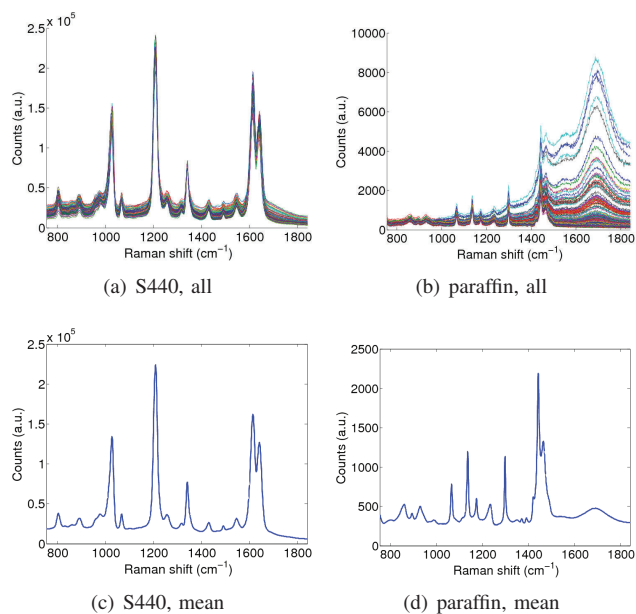 x 10⁵
2.5
2
1.5
1
0.5
0
Counts (a.u.)
800 1000 1200 1400 1600 1800
Raman shift (cm⁻¹)
(a) S440, all
10000
8000
6000
4000
2000
0
Counts (a.u.)
800 1000 1200 1400 1600 1800
Raman shift (cm⁻¹)
(b) paraffin, all
x 10⁵
2.5
2
1.5
1
0.5
0
Counts (a.u.)
800 1000 1200 1400 1600 1800
Raman shift (cm⁻¹)
(c) S440, mean
2500
2000
1500
1000
500
0
Counts (a.u.)
800 1000 1200 1400 1600 1800
Raman shift (cm⁻¹)
(d) paraffin, mean